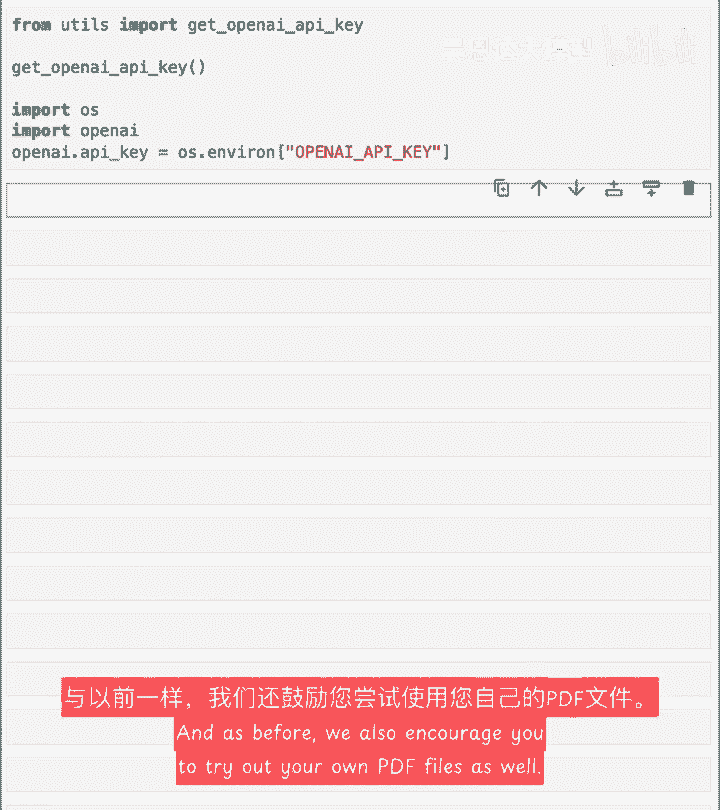 from utils import get_openai_api_key
get_openai_api_key()
import os
import openai
openai.api_key = os.environ["OPENAI_API_KEY"]
与以前一样，我们还鼓励您尝试使用您自己的PDF文件。
And as before, we also encourage you
to try out your own PDF files as well.